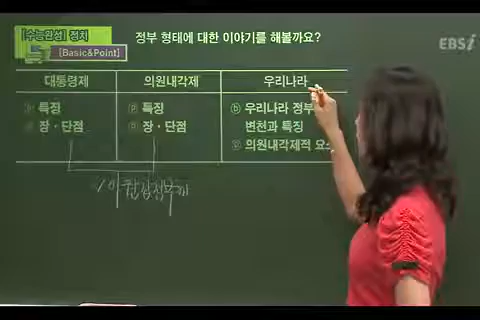 [수능완성] 정치
[Basic&Point]
정부 형태에 대한 이야기를 해볼까요?
EBSi
대통령제 의원내각제 우리나라
ⓐ 특징 ⓟ 특징 ⓑ 우리나라 정부
ⓐ 장·단점 ⓟ 장·단점 변천과 특징
ⓑ 의원내각제적 요소